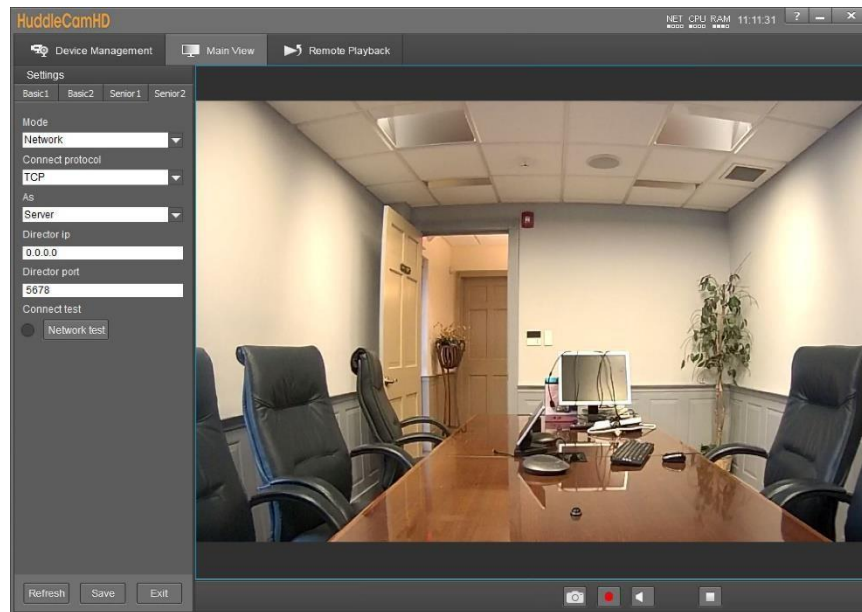 HuddleCamHD
NET CPU RAM 11:11:31 ?
Device Management Main View Remote Playback
Settings
Basic1 Basic2 Senior1 Senior2
Mode
Network
Connect protocol
TCP
As
Server
Director ip
0.0.0.0
Director port
5678
Connect test
Network test
Refresh Save Exit